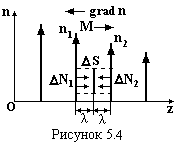 ← grad n
n
M→
n₁
n₂
ΔS
ΔN₁
ΔN₂
O
z
λ λ
Рисунок 5.4